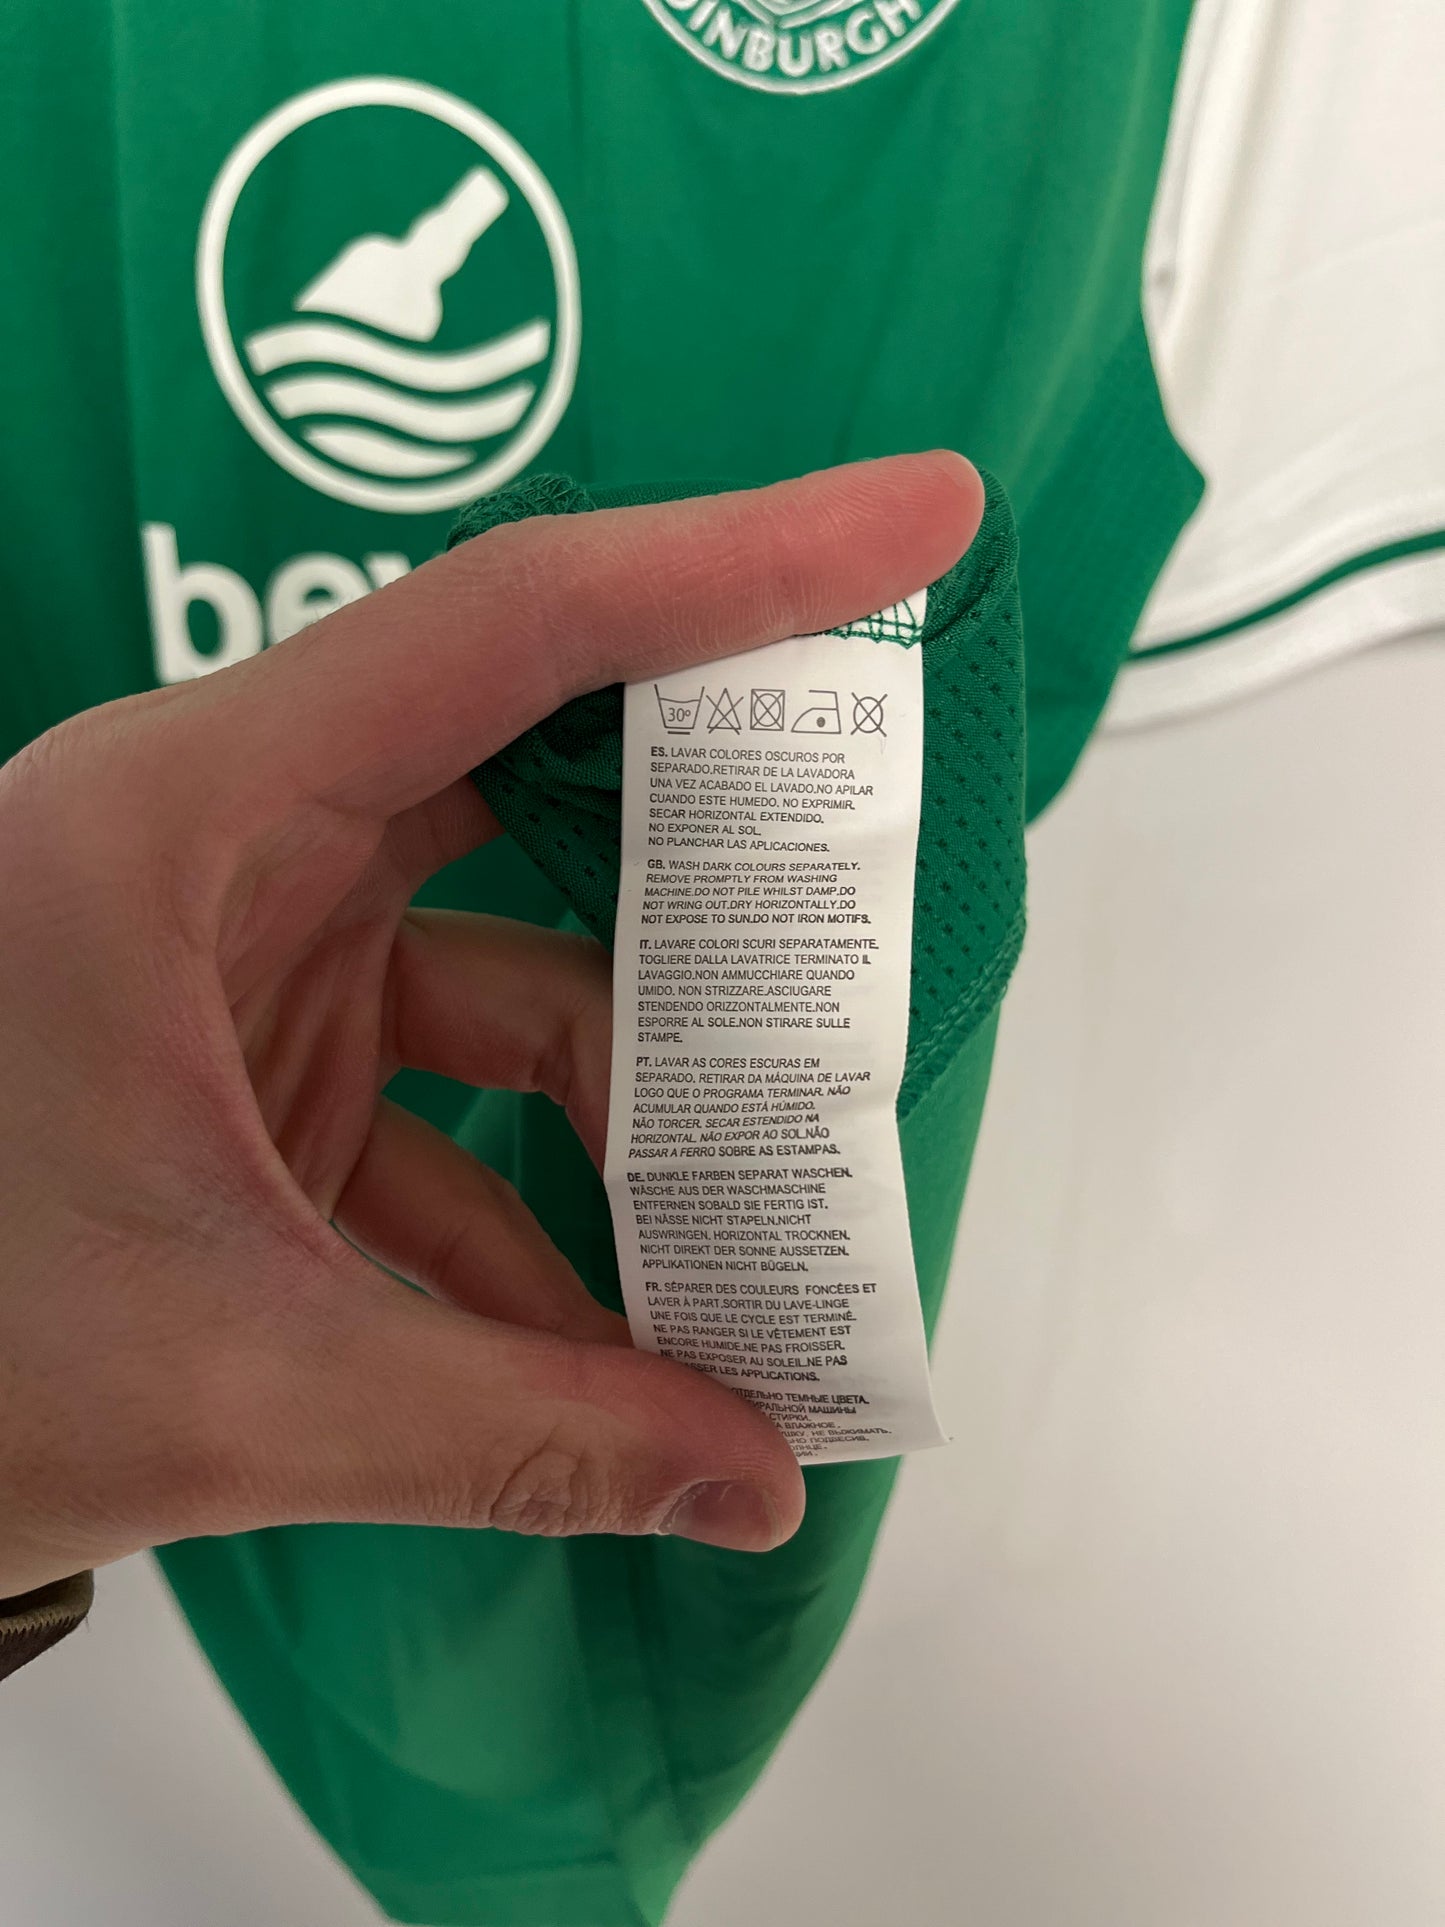 30º
ES. LAVAR COLORES OSCUROS POR
SEPARADO.RETIRAR DE LA LAVADORA
UNA VEZ ACABADO EL LAVADO.NO APILAR
CUANDO ESTE HUMEDO. NO EXPRIMIR.
SECAR HORIZONTAL EXTENDIDO.
NO EXPONER AL SOL.
NO PLANCHAR LAS APLICACIONES.
GB. WASH DARK COLOURS SEPARATELY.
REMOVE PROMPTLY FROM WASHING
MACHINE.DO NOT PILE WHILST DAMP.DO
NOT WRING OUT.DRY HORIZONTALLY.DO
NOT EXPOSE TO SUN.DO NOT IRON MOTIFS.
IT. LAVARE COLORI SCURI SEPARATAMENTE.
TOGLIERE DALLA LAVATRICE TERMINATO IL
LAVAGGIO.NON AMMUCCHIARE QUANDO
UMIDO. NON STRIZZARE.ASCIUGARE
STENDENDO ORIZZONTALMENTE.NON
ESPORRE AL SOLE.NON STIRARE SULLE
STAMPE.
PT. LAVAR AS CORES ESCURAS EM
SEPARADO. RETIRAR DA MÁQUINA DE LAVAR
LOGO QUE O PROGRAMA TERMINAR. NÃO
ACUMULAR QUANDO ESTÁ HÚMIDO.
NÃO TORCER. SECAR ESTENDIDO NA
HORIZONTAL. NÃO EXPOR AO SOL.NÃO
PASSAR A FERRO SOBRE AS ESTAMPAS.
DE. DUNKLE FARBEN SEPARAT WASCHEN.
WÄSCHE AUS DER WASCHMASCHINE
ENTFERNEN SOBALD SIE FERTIG IST.
BEI NÄSSE NICHT STAPELN.NICHT
AUSWRINGEN. HORIZONTAL TROCKNEN.
NICHT DIREKT DER SONNE AUSSETZEN.
APPLIKATIONEN NICHT BÜGELN.
FR. SÉPARER DES COULEURS FONCÉES ET
LAVER À PART.SORTIR DU LAVE-LINGE
UNE FOIS QUE LE CYCLE EST TERMINÉ.
NE PAS RANGER SI LE VÊTEMENT EST
ENCORE HUMIDE.NE PAS FROISSER.
NE PAS EXPOSER AU SOLEIL.NE PAS
LES APPLICATIONS.
ТЕМНЫЕ ЦВЕТА.
МАШИНЫ
СТИРКИ.
ВЛАЖНОЕ.
НЕ ВЫЖИМАТЬ.
ПОДВЕСИВ.